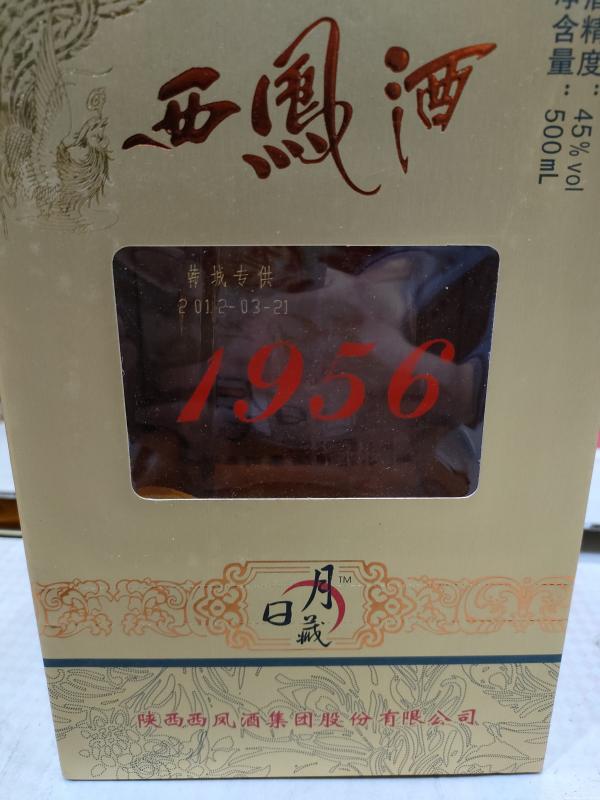 西鳳酒
酒精度：45%vol
净含量：500mL
韩城专供
2012-03-21
1956
日月藏 TM
陕西西凤酒集团股份有限公司